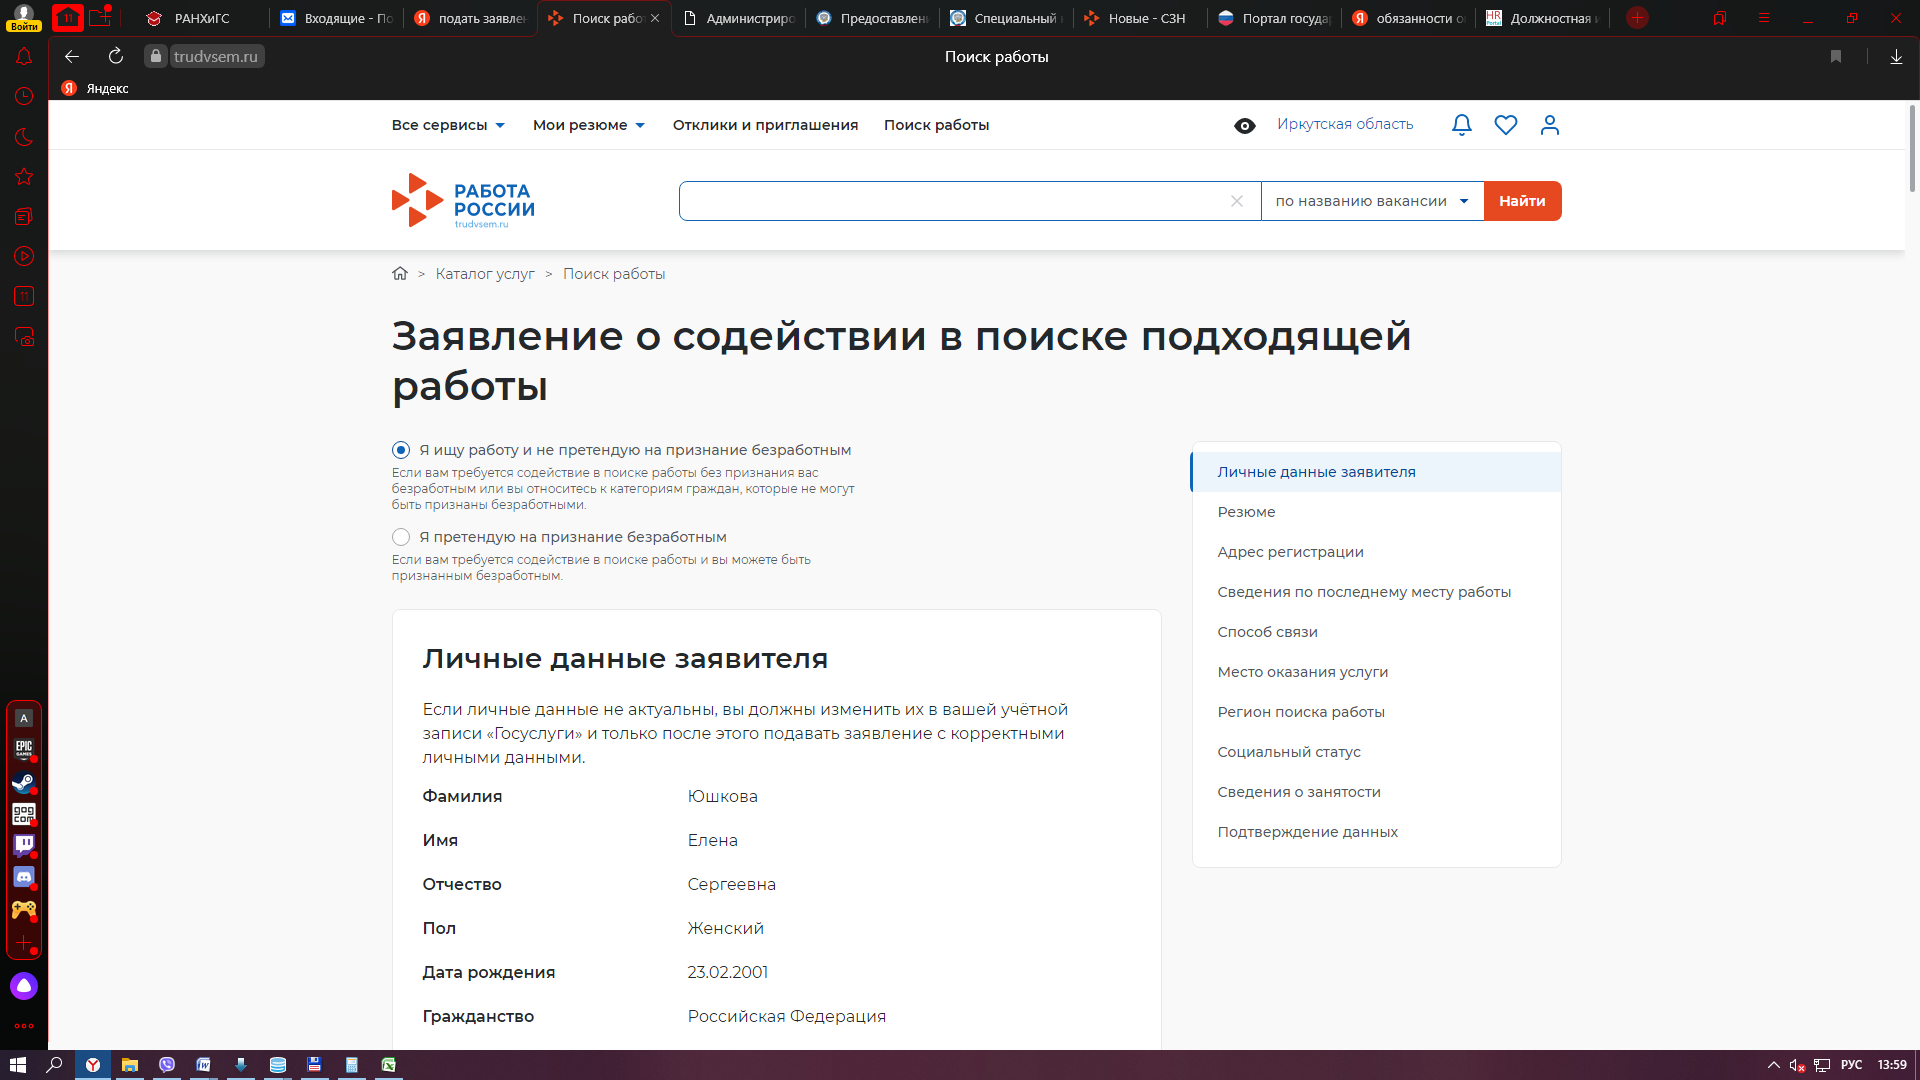 Войти
11
РАНХиГС
Входящие - По
подать заявлен
Поиск рабо
Администриро
Предоставлени
Специальный
Новые - СЗН
Портал государ
обязанности о
Должностная и
trudvsem.ru
Поиск работы
Яндекс
Все сервисы
Мои резюме
Отклики и приглашения
Поиск работы
Иркутская область
РАБОТА
РОССИИ
trudvsem.ru
по названию вакансии
Найти
> Каталог услуг > Поиск работы
Заявление о содействии в поиске подходящей
работы
Я ищу работу и не претендую на признание безработным
Если вам требуется содействие в поиске работы без признания вас
безработным или вы относитесь к категориям граждан, которые не могут
быть признаны безработными.
Я претендую на признание безработным
Если вам требуется содействие в поиске работы и вы можете быть
признанным безработным.
Личные данные заявителя
Если личные данные не актуальны, вы должны изменить их в вашей учётной
записи «Госуслуги» и только после этого подавать заявление с корректными
личными данными.
Фамилия Юшкова
Имя Елена
Отчество Сергеевна
Пол Женский
Дата рождения 23.02.2001
Гражданство Российская Федерация
Личные данные заявителя
Резюме
Адрес регистрации
Сведения по последнему месту работы
Способ связи
Место оказания услуги
Регион поиска работы
Социальный статус
Сведения о занятости
Подтверждение данных
A
EPIC
GAMES
gog
com
РУС
13:59